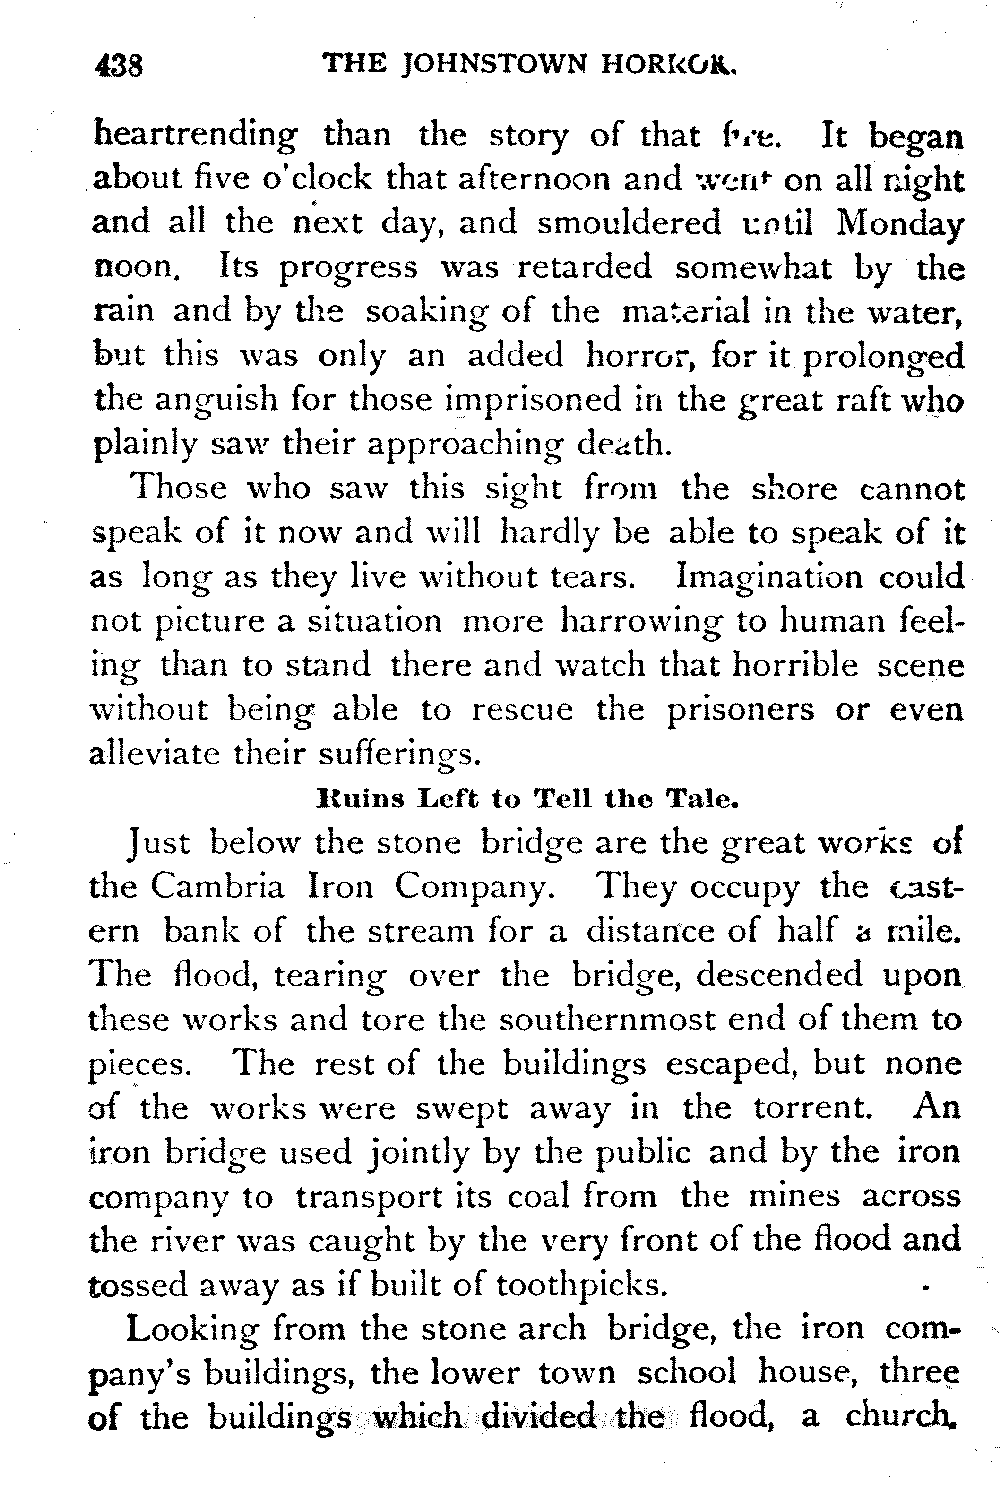 438 THE JOHNSTOWN HORROR.
heartrending than the story of that fire. It began
about five o'clock that afternoon and went on all night
and all the next day, and smouldered until Monday
noon. Its progress was retarded somewhat by the
rain and by the soaking of the material in the water,
but this was only an added horror, for it prolonged
the anguish for those imprisoned in the great raft who
plainly saw their approaching death.
Those who saw this sight from the shore cannot
speak of it now and will hardly be able to speak of it
as long as they live without tears. Imagination could
not picture a situation more harrowing to human feel-
ing than to stand there and watch that horrible scene
without being able to rescue the prisoners or even
alleviate their sufferings.
Ruins Left to Tell the Tale.
Just below the stone bridge are the great works of
the Cambria Iron Company. They occupy the east-
ern bank of the stream for a distance of half a mile.
The flood, tearing over the bridge, descended upon
these works and tore the southernmost end of them to
pieces. The rest of the buildings escaped, but none
of the works were swept away in the torrent. An
iron bridge used jointly by the public and by the iron
company to transport its coal from the mines across
the river was caught by the very front of the flood and
tossed away as if built of toothpicks.
Looking from the stone arch bridge, the iron com-
pany's buildings, the lower town school house, three
of the buildings which divided the flood, a church,